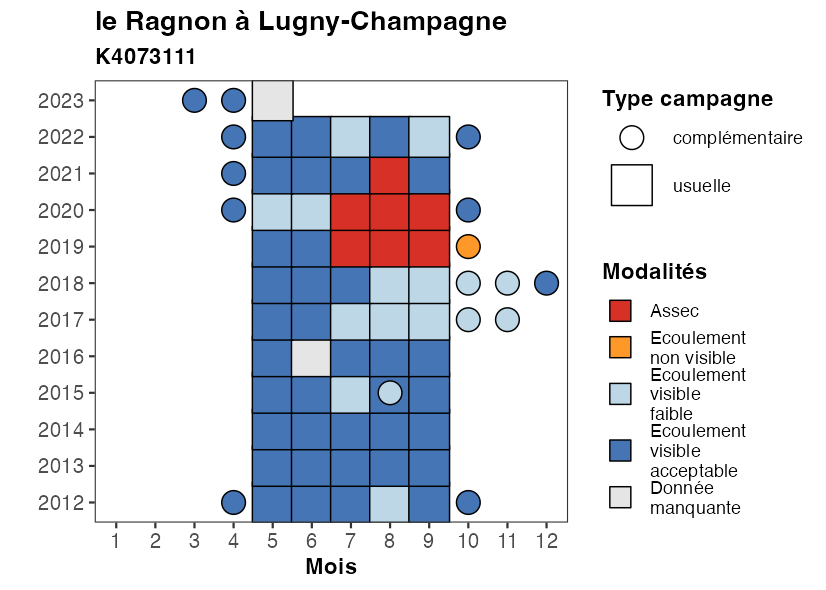 le Ragnon à Lugny-Champagne
K4073111
2023
2022
2021
2020
2019
2018
2017
2016
2015
2014
2013
2012
1 2 3 4 5 6 7 8 9 10 11 12
Mois
Type campagne
complémentaire
usuelle
Modalités
Assec
Ecoulement
non visible
Ecoulement
visible
faible
Ecoulement
visible
acceptable
Donnée
manquante